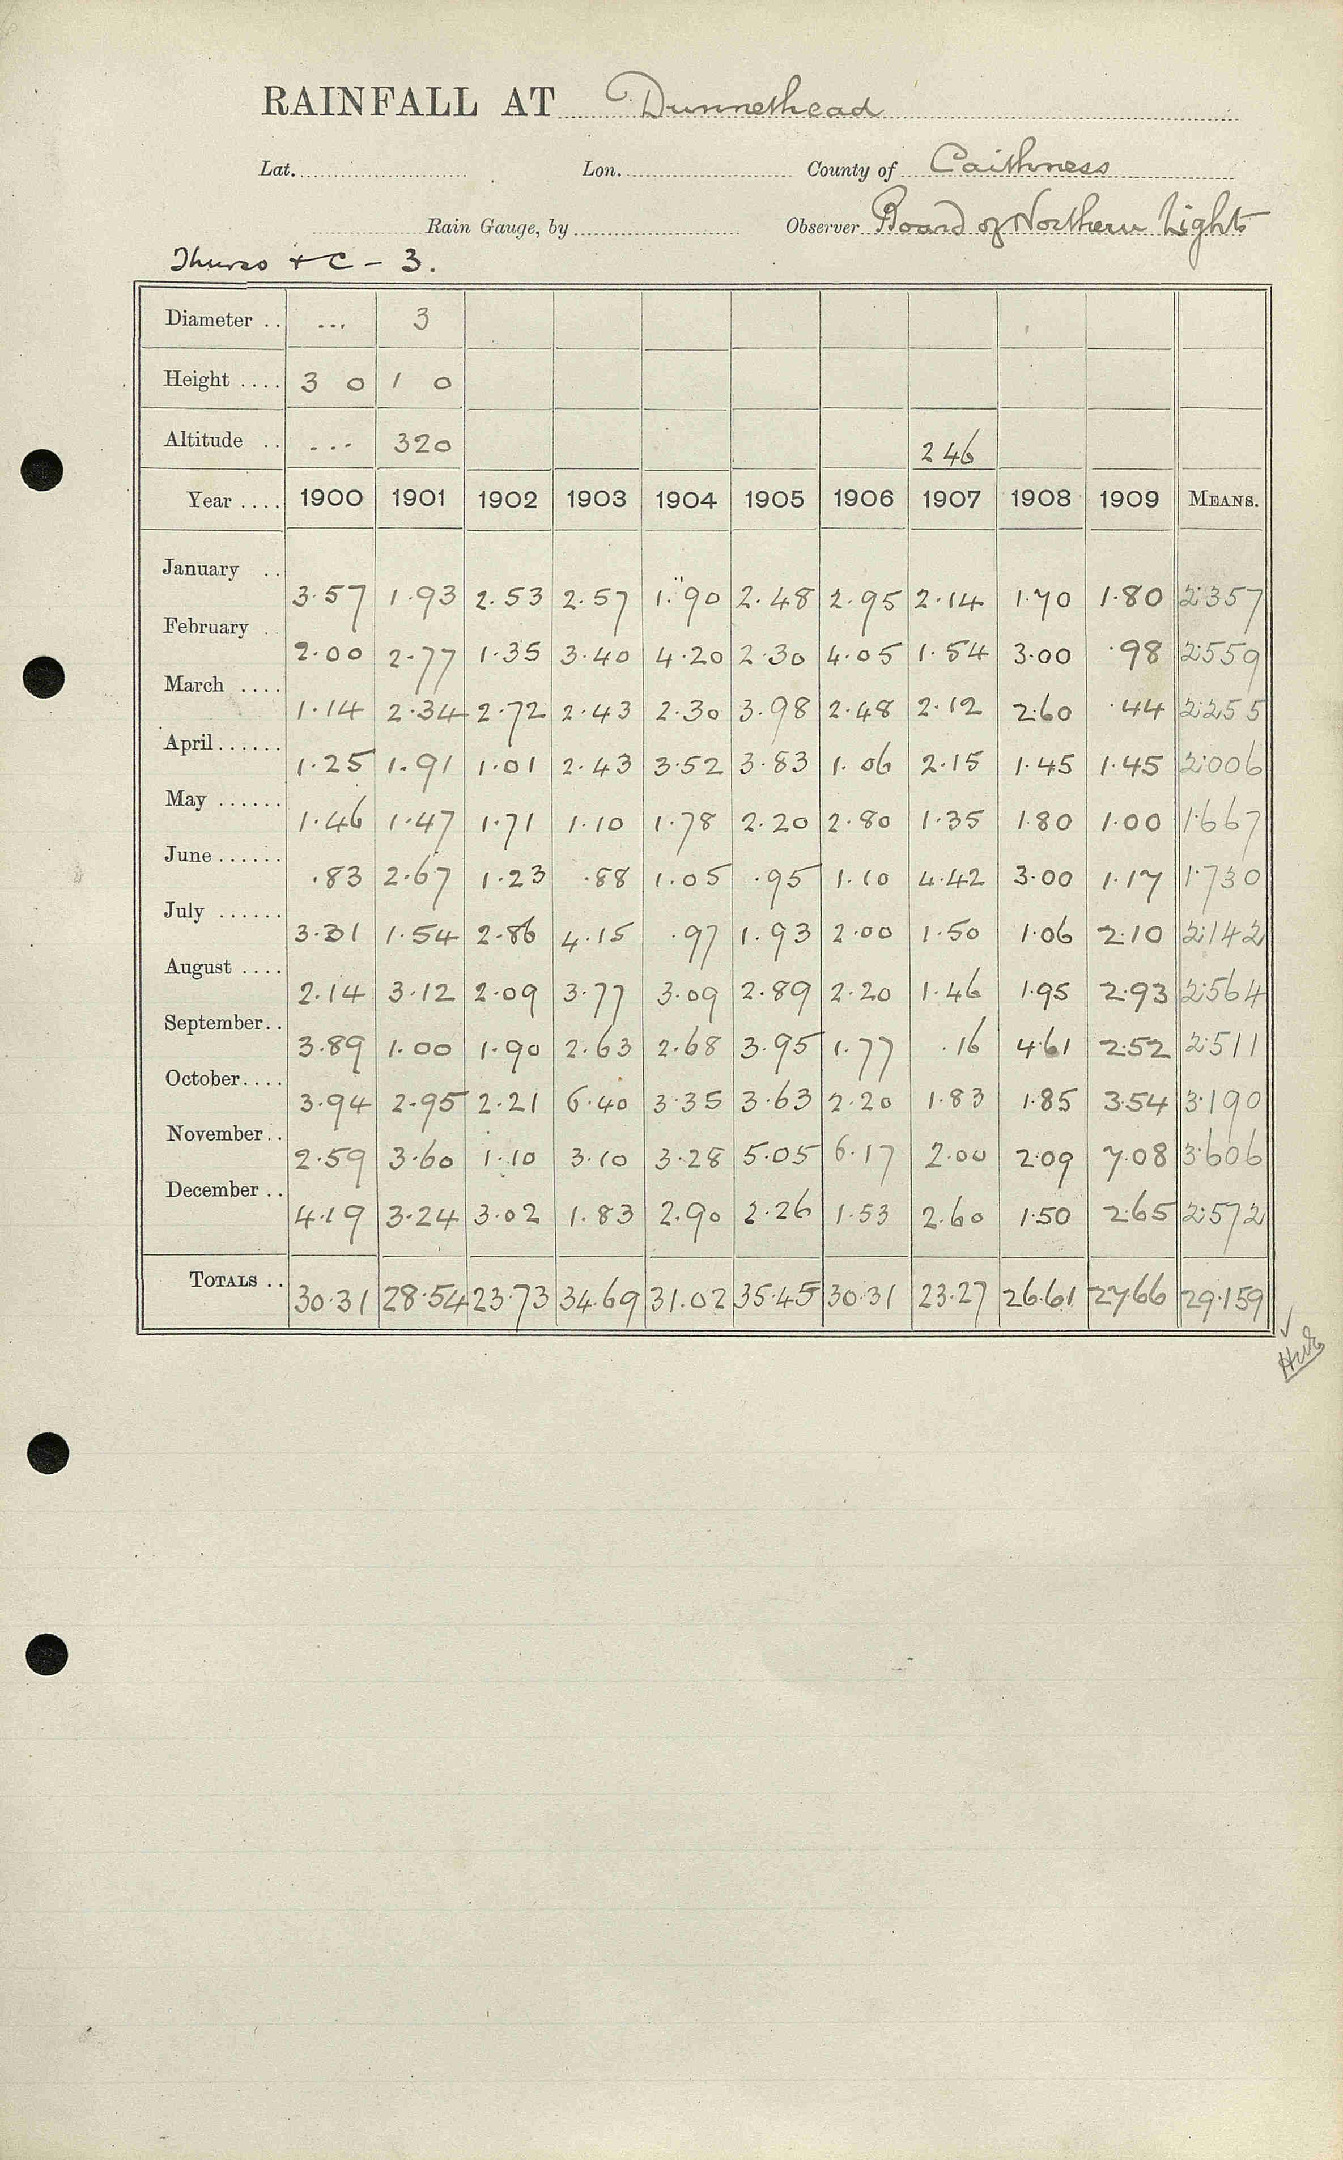 RAINFALL AT Dunnethead
Lat. Lon. County of Caithness
Rain Gauge, by Observer Board of Northern Lights
Thurso + C - 3.
Diameter .. ... 3
Height .... 3 0 1 0
Altitude .. ... 320 246
Year .... 1900 1901 1902 1903 1904 1905 1906 1907 1908 1909 MEANS.
January .. 3.57 1.93 2.53 2.57 1.90 2.48 2.95 2.14 1.70 1.80 2.357
February . 2.00 2.77 1.35 3.40 4.20 2.30 4.05 1.54 3.00 .98 2.559
March .... 1.14 2.34 2.72 2.43 2.30 3.98 2.48 2.12 2.60 .44 2.255
April...... 1.25 1.91 1.01 2.43 3.52 3.83 1.06 2.15 1.45 1.45 2.006
May ...... 1.46 1.47 1.71 1.10 1.78 2.20 2.80 1.35 1.80 1.00 1.667
June ...... .83 2.67 1.23 .88 1.05 .95 1.10 4.42 3.00 1.17 1.730
July ...... 3.31 1.54 2.86 4.15 .97 1.93 2.00 1.50 1.06 2.10 2.142
August .... 2.14 3.12 2.09 3.77 3.09 2.89 2.20 1.46 1.95 2.93 2.564
September.. 3.89 1.00 1.90 2.63 2.68 3.95 1.77 .16 4.61 2.52 2.511
October.... 3.94 2.95 2.21 6.40 3.35 3.63 2.20 1.83 1.85 3.54 3.190
November.. 2.59 3.60 1.10 3.10 3.28 5.05 6.17 2.00 2.09 7.08 3.606
December .. 4.19 3.24 3.02 1.83 2.90 2.26 1.53 2.60 1.50 2.65 2.572
TOTALS .. 30.31 28.54 23.73 34.69 31.02 35.45 30.31 23.27 26.61 27.66 29.159